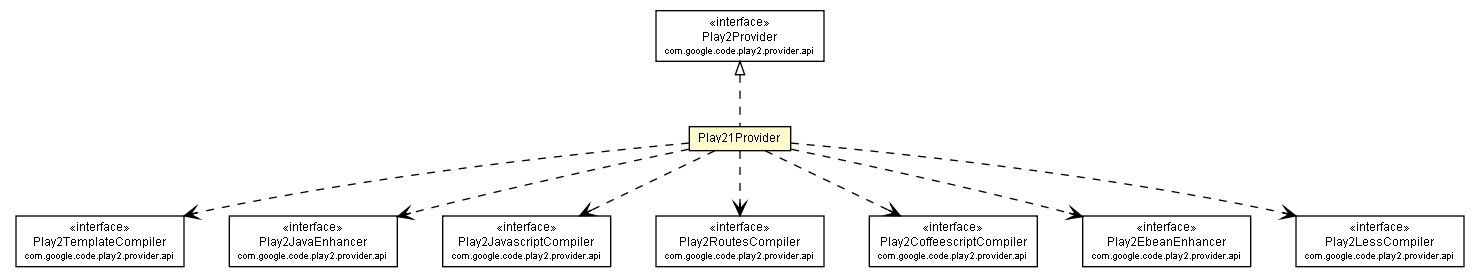 «interface»
Play2Provider
com.google.code.play2.provider.api
Play21Provider
«interface»
Play2TemplateCompiler
com.google.code.play2.provider.api
«interface»
Play2JavaEnhancer
com.google.code.play2.provider.api
«interface»
Play2JavascriptCompiler
com.google.code.play2.provider.api
«interface»
Play2RoutesCompiler
com.google.code.play2.provider.api
«interface»
Play2CoffeescriptCompiler
com.google.code.play2.provider.api
«interface»
Play2EbeanEnhancer
com.google.code.play2.provider.api
«interface»
Play2LessCompiler
com.google.code.play2.provider.api